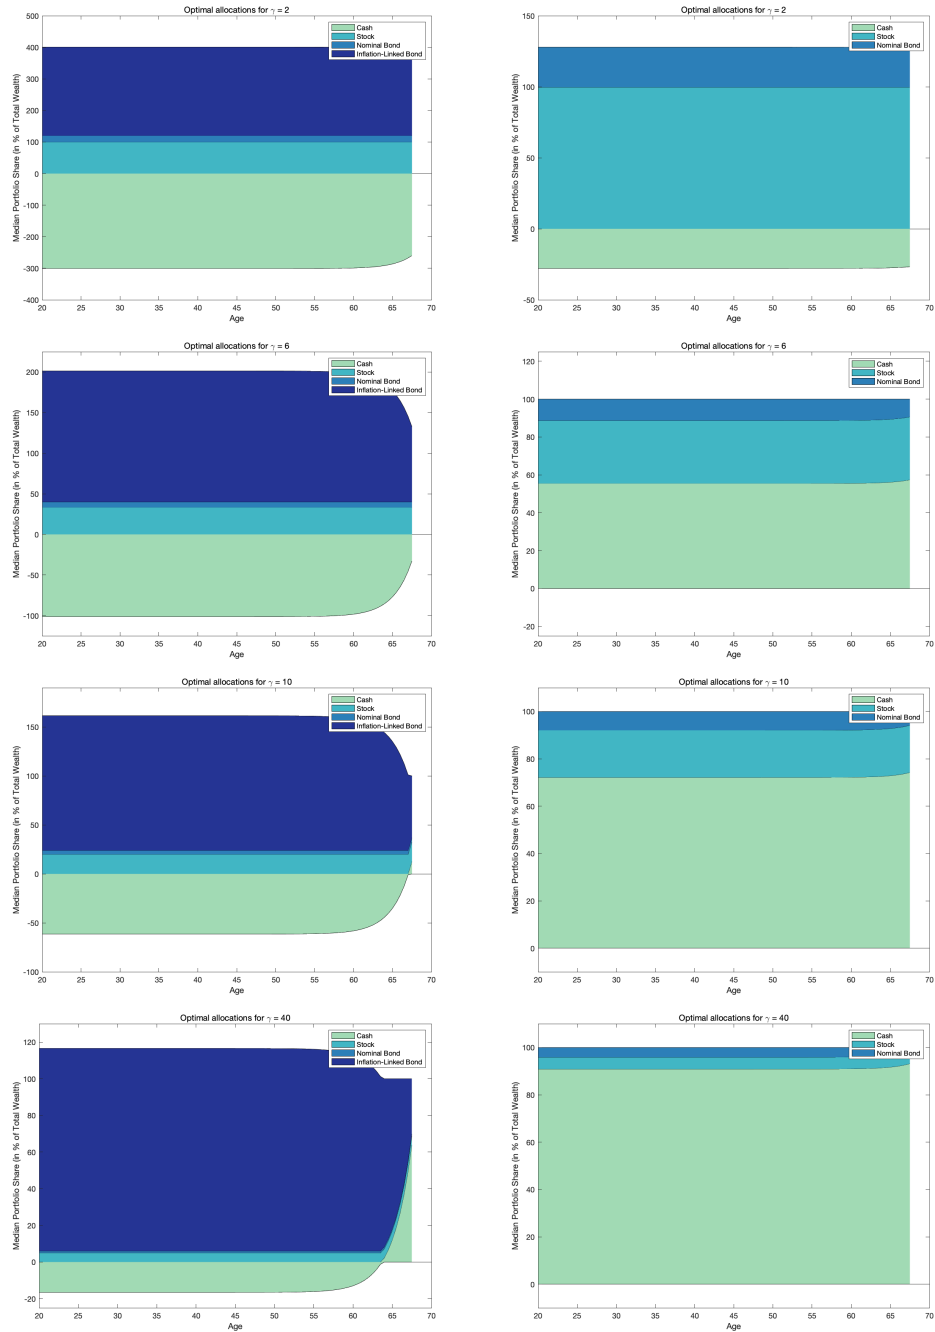 Optimal allocations for γ = 2
500
400
300
200
100
0
-100
-200
-300
-400
Median Portfolio Share (in % of Total Wealth)
20 25 30 35 40 45 50 55 60 65 70
Age
Cash
Stock
Nominal Bond
Inflation-Linked Bond
Optimal allocations for γ = 2
150
100
50
0
-50
Median Portfolio Share (in % of Total Wealth)
20 25 30 35 40 45 50 55 60 65 70
Age
Cash
Stock
Nominal Bond
Optimal allocations for γ = 6
200
150
100
50
0
-50
-100
Median Portfolio Share (in % of Total Wealth)
20 25 30 35 40 45 50 55 60 65 70
Age
Cash
Stock
Nominal Bond
Inflation-Linked Bond
Optimal allocations for γ = 6
120
100
80
60
40
20
0
-20
Median Portfolio Share (in % of Total Wealth)
20 25 30 35 40 45 50 55 60 65 70
Age
Cash
Stock
Nominal Bond
Optimal allocations for γ = 10
150
100
50
0
-50
-100
Median Portfolio Share (in % of Total Wealth)
20 25 30 35 40 45 50 55 60 65 70
Age
Cash
Stock
Nominal Bond
Inflation-Linked Bond
Optimal allocations for γ = 10
100
80
60
40
20
0
Median Portfolio Share (in % of Total Wealth)
20 25 30 35 40 45 50 55 60 65 70
Age
Cash
Stock
Nominal Bond
Optimal allocations for γ = 40
120
100
80
60
40
20
0
-20
Median Portfolio Share (in % of Total Wealth)
20 25 30 35 40 45 50 55 60 65 70
Age
Cash
Stock
Nominal Bond
Inflation-Linked Bond
Optimal allocations for γ = 40
100
80
60
40
20
0
Median Portfolio Share (in % of Total Wealth)
20 25 30 35 40 45 50 55 60 65 70
Age
Cash
Stock
Nominal Bond